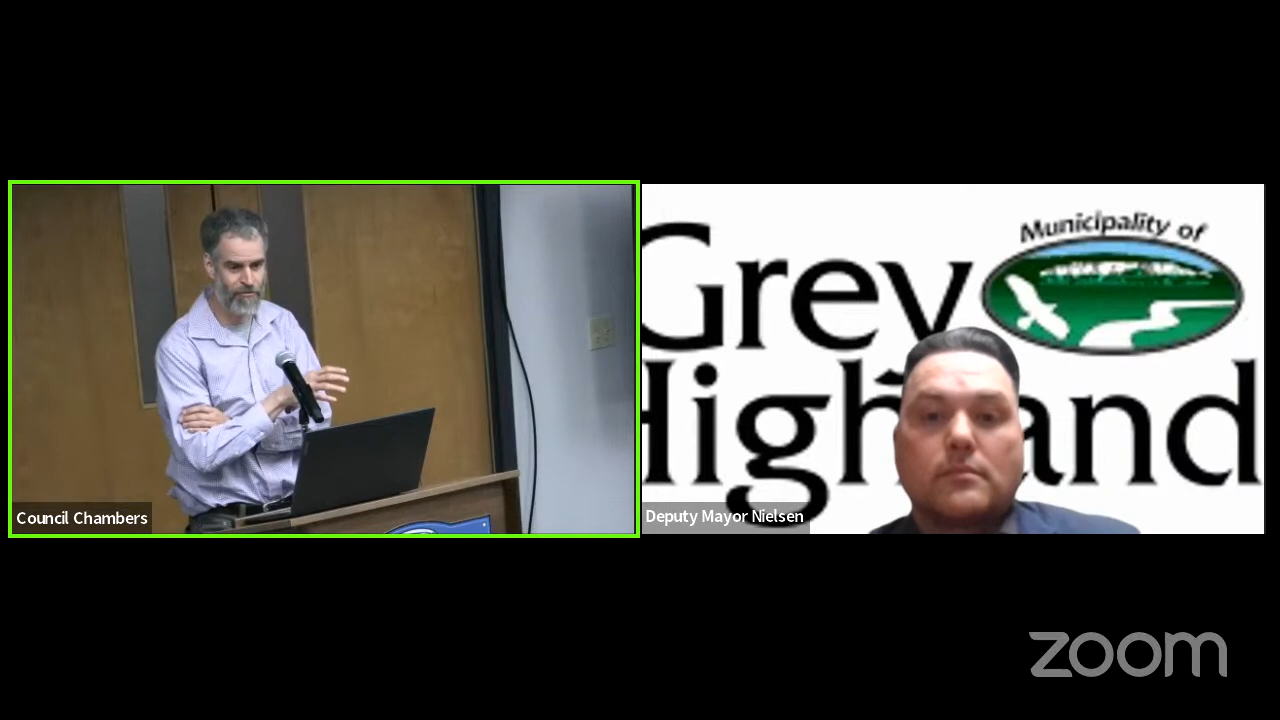 Municipality of
Grey
Highland
Council Chambers
Deputy Mayor Nielsen
zoom